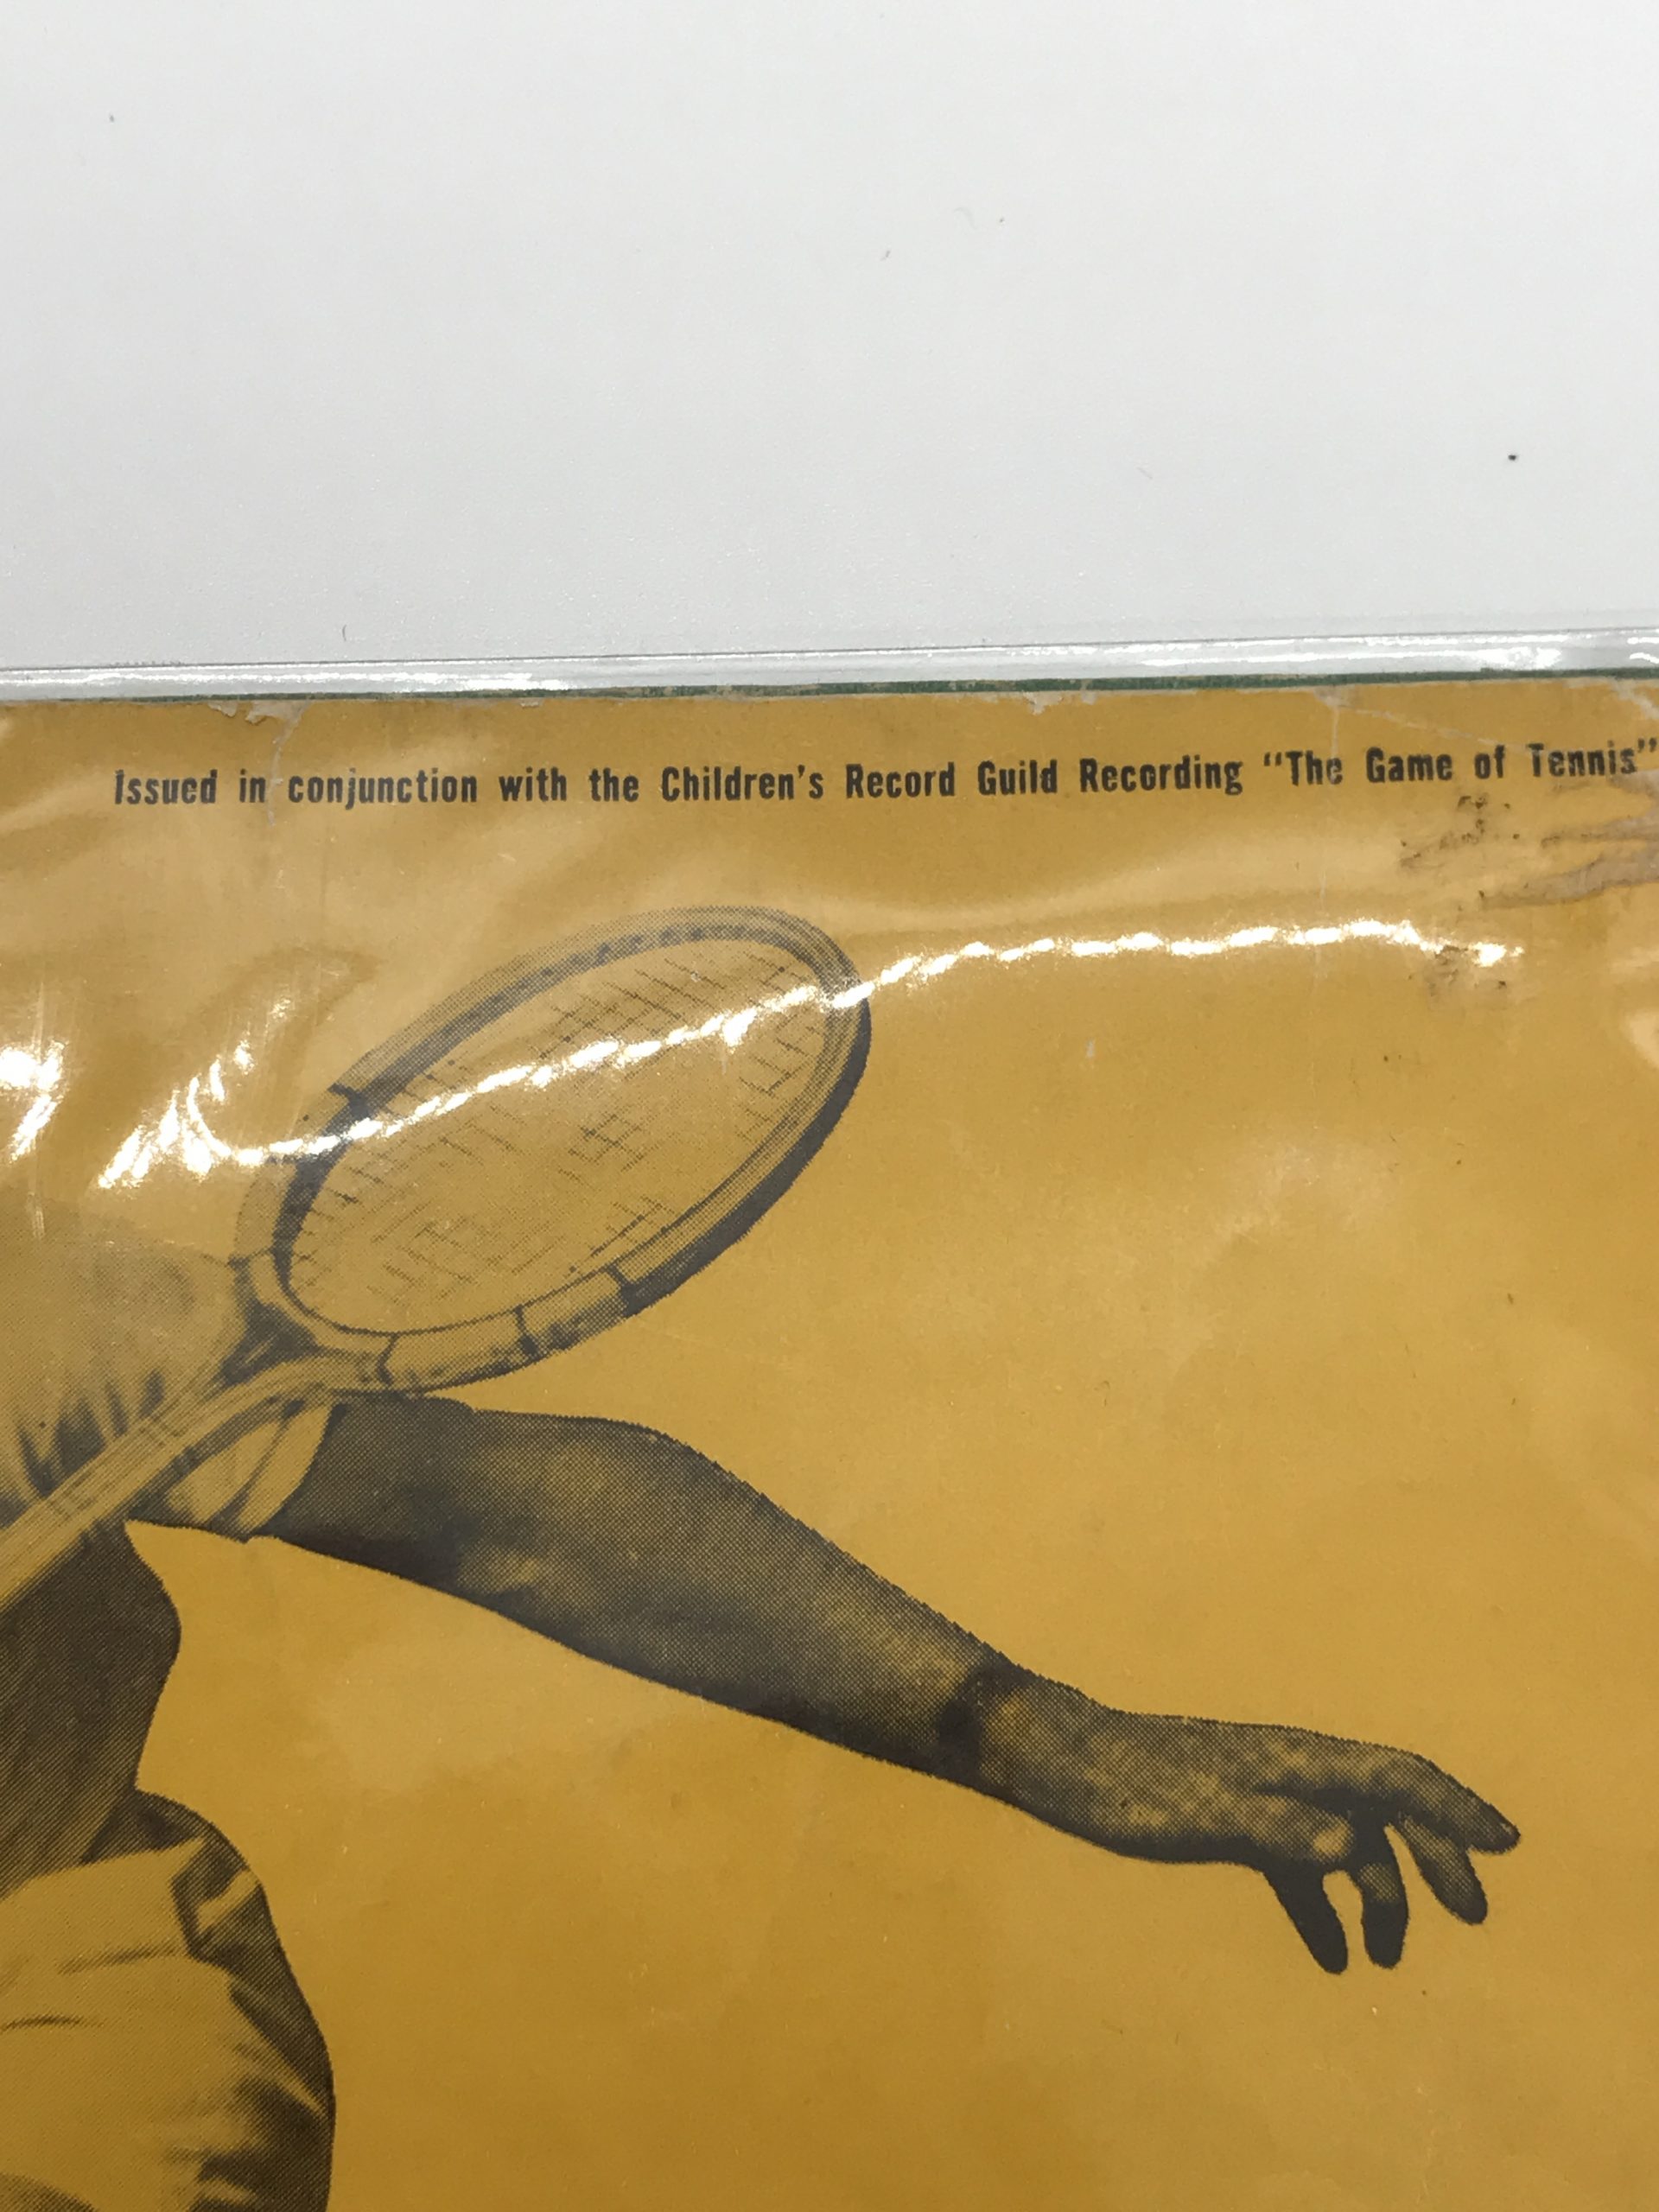 Issued in conjunction with the Children's Record Guild Recording “The Game of Tennis”